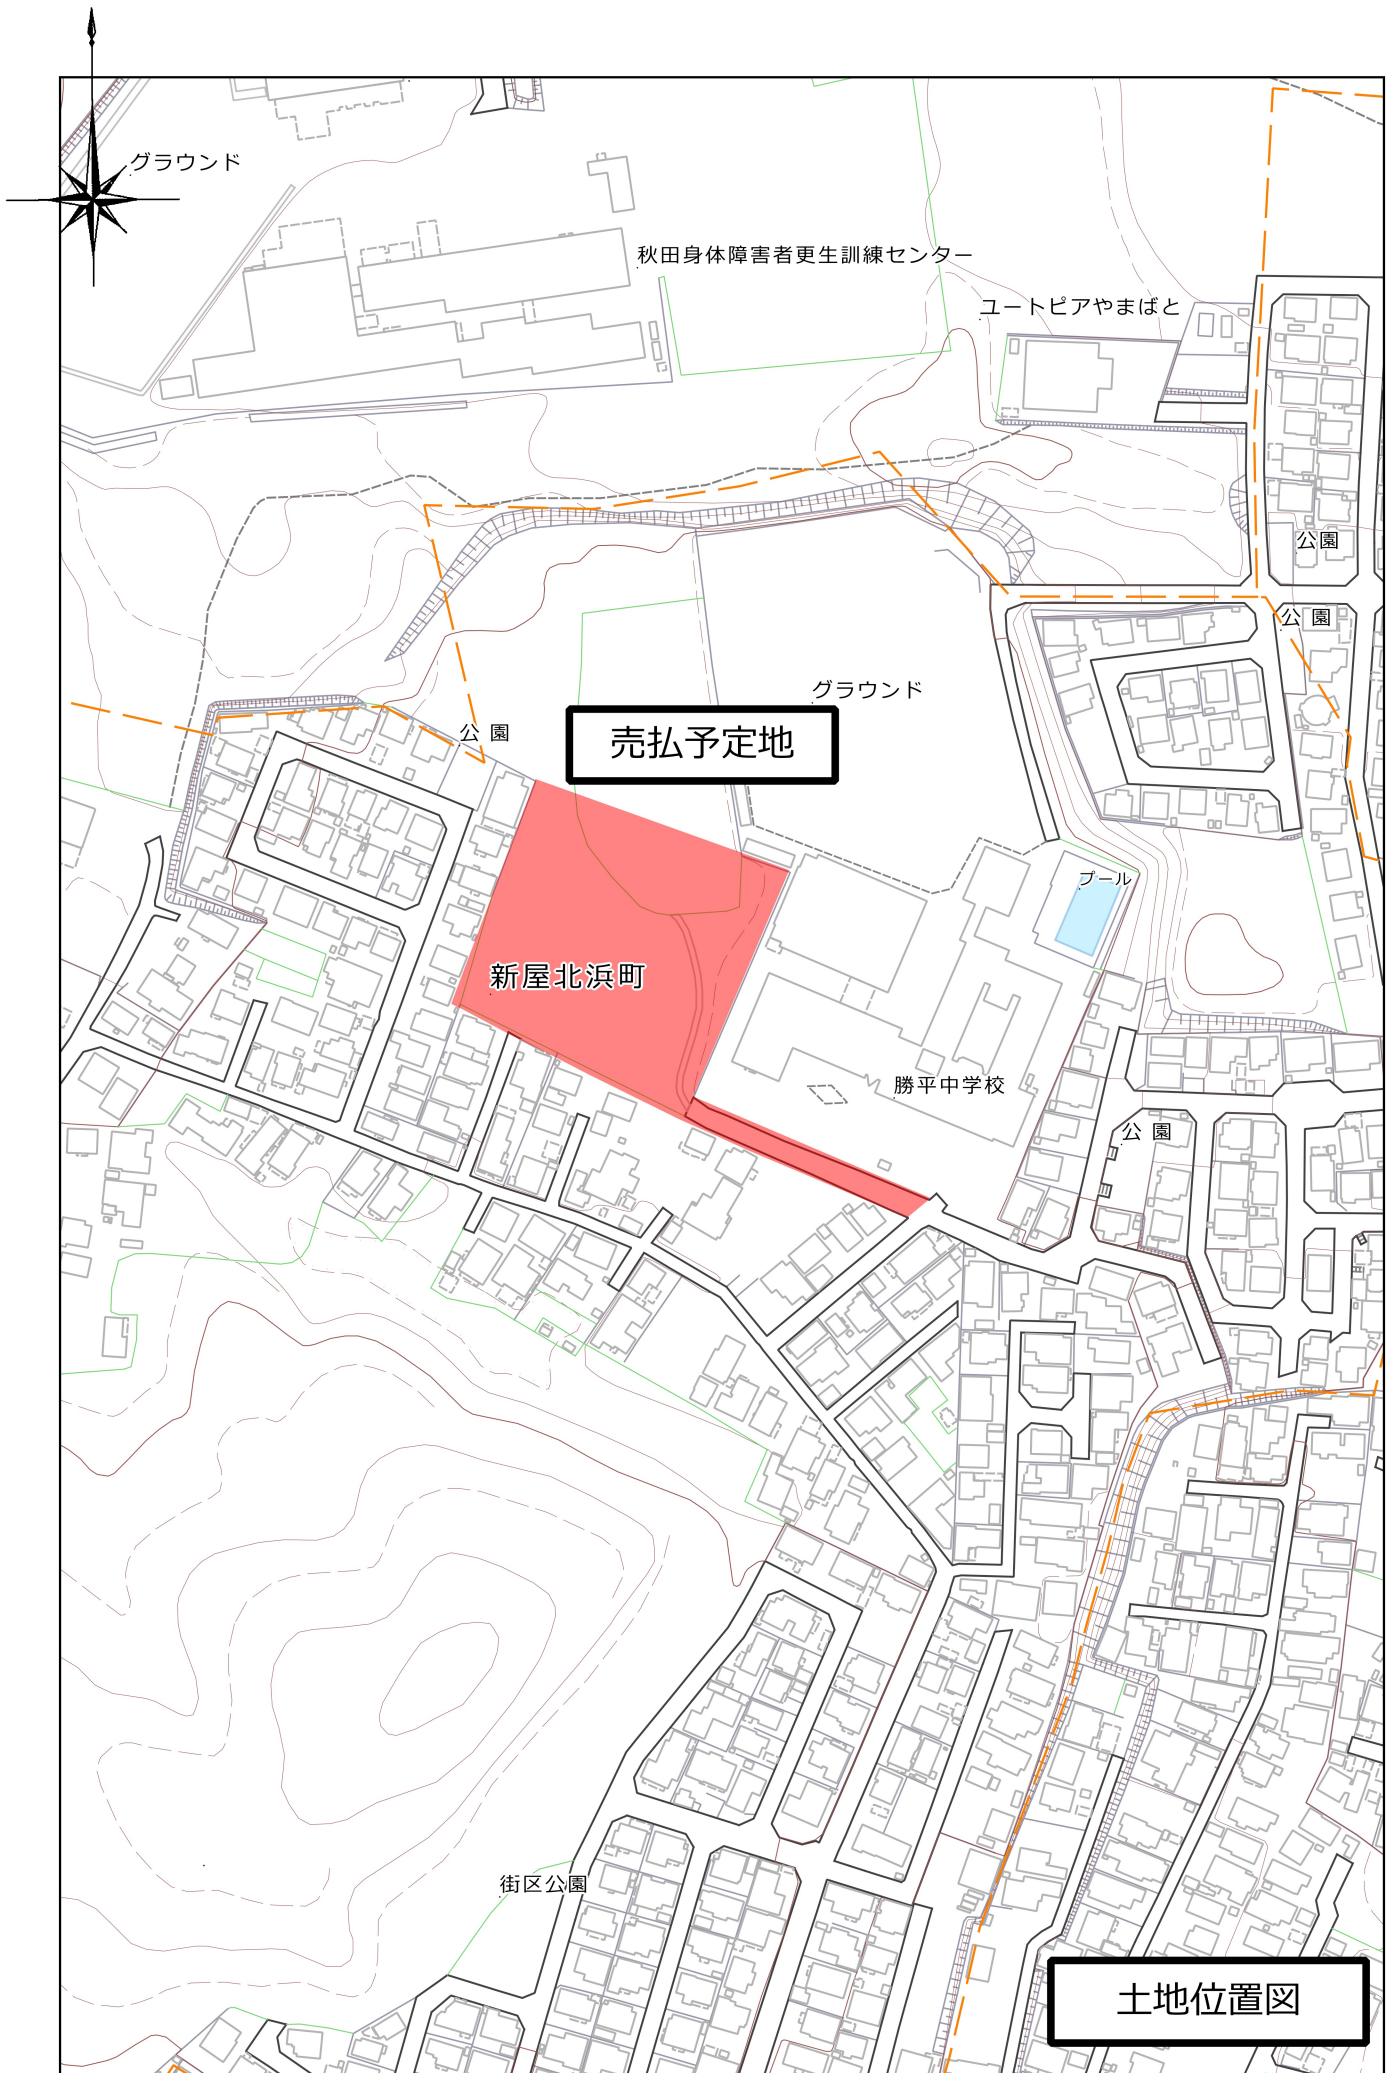 グラウンド
秋田身体障害者更生訓練センター
ユートピアやまばと
公園
公園
グラウンド
公園
売払予定地
プール
新屋北浜町
勝平中学校
公園
街区公園
土地位置図